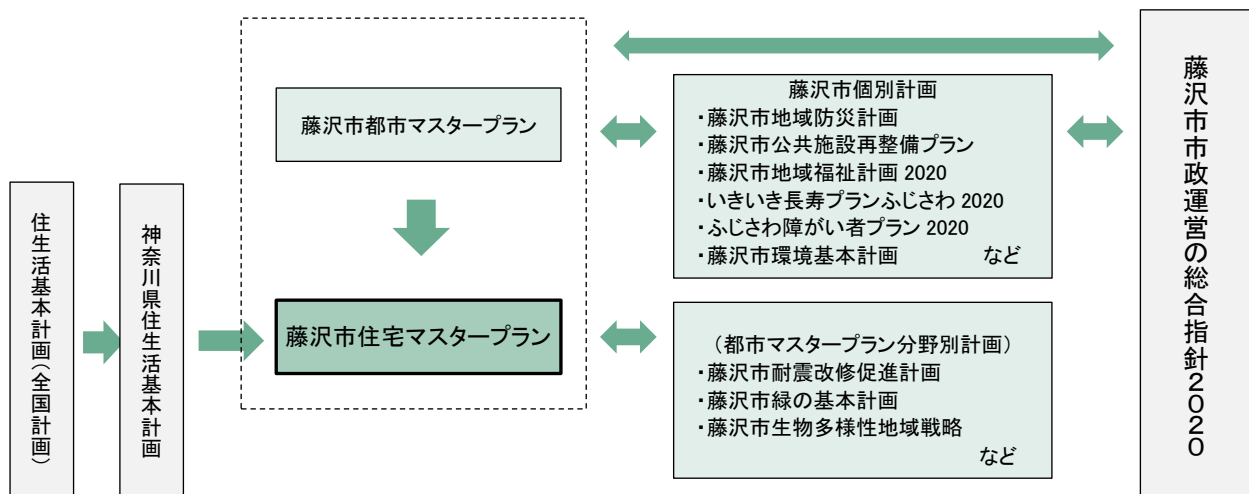 住生活基本計画(全国計画)
神奈川県住生活基本計画
藤沢市都市マスタープラン
藤沢市住宅マスタープラン
藤沢市個別計画
・藤沢市地域防災計画
・藤沢市公共施設再整備プラン
・藤沢市地域福祉計画 2020
・いきいき長寿プランふじさわ 2020
・ふじさわ障がい者プラン 2020
・藤沢市環境基本計画 など
(都市マスタープラン分野別計画)
・藤沢市耐震改修促進計画
・藤沢市緑の基本計画
・藤沢市生物多様性地域戦略
など
藤沢市市政運営の総合指針2020